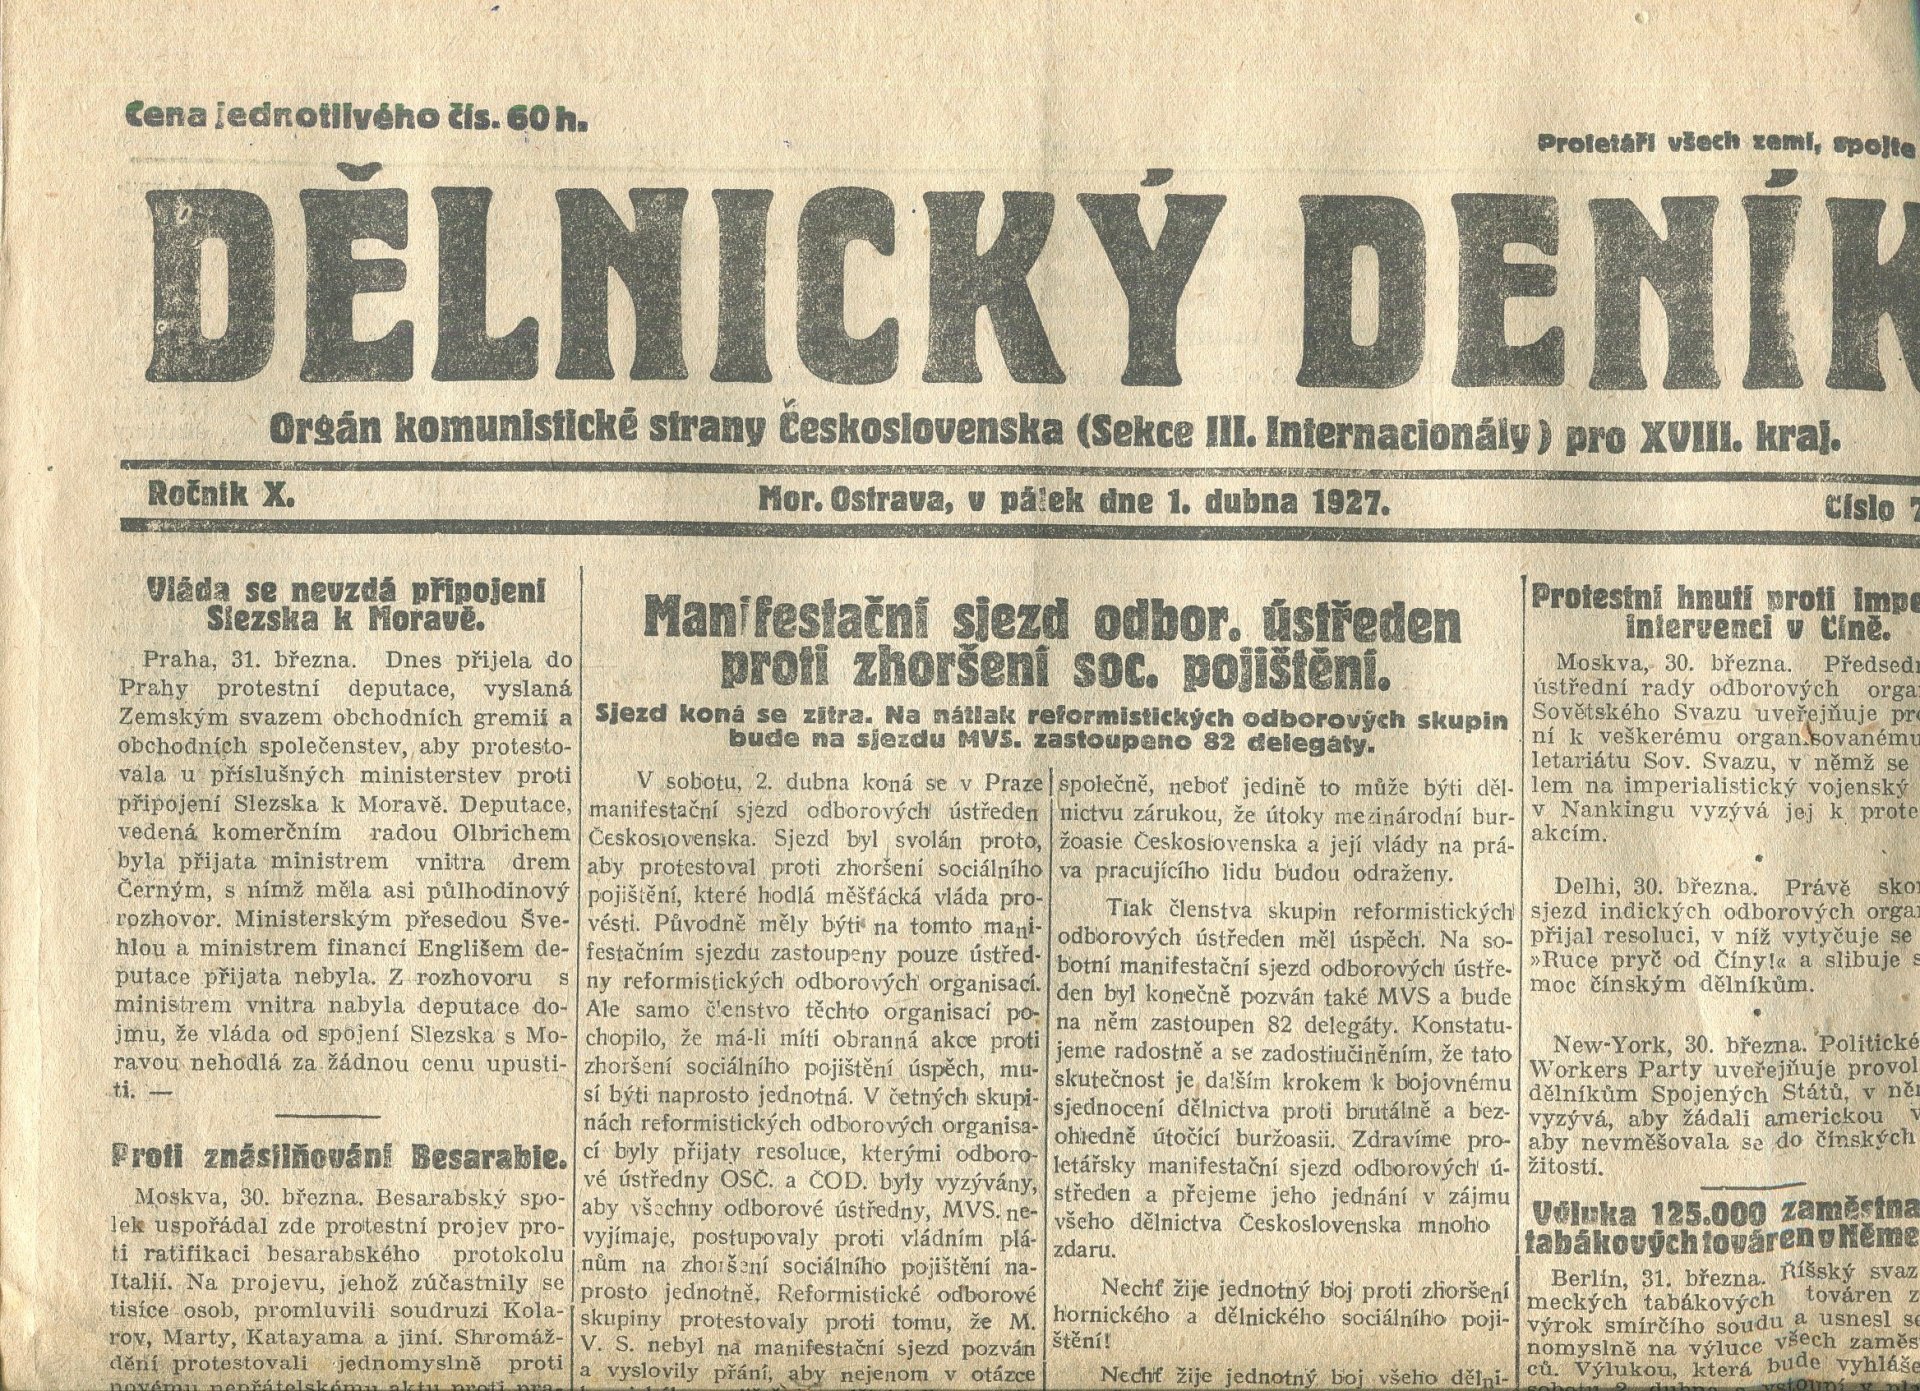 Cena jednotlivého čís. 60 h.
Proletáři všech zemí, spojte
DĚLNICKÝ DENÍK
Orgán komunistické strany Československa (Sekce III. Internacionály) pro XVIII. kraj.
Ročník X.
Mor. Ostrava, v pátek dne 1. dubna 1927.
Číslo 7
Vláda se nevzdá připojení
Slezska k Moravě.
Praha, 31. března. Dnes přijela do
Prahy protestní deputace, vyslaná
Zemským svazem obchodních gremií a
obchodních společenstev, aby protesto-
vala u příslušných ministerstev proti
připojení Slezska k Moravě. Deputace,
vedená komerčním radou Olbrichem
byla přijata ministrem vnitra drem
Černým, s nímž měla asi půlhodinový
rozhovor. Ministerským přesedou Šve-
hlou a ministrem financí Englišem de-
putace přijata nebyla. Z rozhovoru s
ministrem vnitra nabyla deputace do-
jmu, že vláda od spojení Slezska s Mo-
ravou nehodlá za žádnou cenu upusti-
ti. —
Proti znásilňování Besarabie.
Moskva, 30. března. Besarabský spo-
lek uspořádal zde protestní projev pro-
ti ratifikaci besarabského protokolu
Italií. Na projevu, jehož zúčastnily se
tisíce osob, promluvili soudruzi Kola-
rov, Marty, Katayama a jiní. Shromáž-
dění protestovali jednomyslně proti
novému nepřátelskému aktu proti pra-
Manifestační sjezd odbor. ústředen
proti zhoršení soc. pojištění.
Sjezd koná se zítra. Na nátlak reformistických odborových skupin
bude na sjezdu MVS. zastoupeno 82 delegáty.
V sobotu, 2. dubna koná se v Praze
manifestační sjezd odborových ústředen
Československa. Sjezd byl svolán proto,
aby protestoval proti zhoršení sociálního
pojištění, které hodlá měšťácká vláda pro-
vésti. Původně měly býti na tomto mani-
festačním sjezdu zastoupeny pouze ústřed-
ny reformistických odborových organisací.
Ale samo členstvo těchto organisací po-
chopilo, že má-li míti obranná akce proti
zhoršení sociálního pojištění úspěch, mu-
sí býti naprosto jednotná. V četných skupi-
nách reformistických odborových organisa-
cí byly přijaty resoluce, kterými odboro-
vé ústředny OSČ. a ČOD. byly vyzývány,
aby všechny odborové ústředny, MVS. ne-
vyjímaje, postupovaly proti vládním plá-
nům na zhoršení sociálního pojištění na-
prosto jednotně. Reformistické odborové
skupiny protestovaly proti tomu, že M.
V. S. nebyl na manifestační sjezd pozván
a vyslovily přání, aby nejenom v otázce
společně, neboť jedině to může býti děl-
nictvu zárukou, že útoky mezinárodní bur-
žoasie Československa a její vlády na prá-
va pracujícího lidu budou odraženy.
Tlak členstva skupin reformistických
odborových ústředen měl úspěch. Na so-
botní manifestační sjezd odborových ústře-
den byl konečně pozván také MVS a bude
na něm zastoupen 82 delegáty. Konstatu-
jeme radostně a se zadostiučiněním, že tato
skutečnost je dalším krokem k bojovnému
sjednocení dělnictva proti brutálně a bez-
ohledně útočící buržoasii. Zdravíme pro-
letářsky manifestační sjezd odborových ú-
středen a přejeme jeho jednání v zájmu
všeho dělnictva Československa mnoho
zdaru.
Nechť žije jednotný boj proti zhoršení
hornického a dělnického sociálního poji-
štění!
Nechť žije jednotný boj všeho dělni-
Protestní hnutí proti impe
intervenci v Číně.
Moskva, 30. března. Předsedn
ústřední rady odborových orga
Sovětského Svazu uveřejňuje pro
ní k veškerému organisovanému
letariátu Sov. Svazu, v němž se
lem na imperialistický vojenský
v Nankingu vyzývá jej k prote
akcím.
Delhi, 30. března. Právě skon
sjezd indických odborových orga
přijal resoluci, v níž vytyčuje se
»Ruce pryč od Číny!« a slibuje s
moc čínským dělníkům.
New-York, 30. března. Politické
Workers Party uveřejňuje provol
dělníkům Spojených Států, v něm
vyzývá, aby žádali americkou v
aby nevměšovala se do čínských
žitostí.
Výluka 125.000 zaměstna
tabákových továren v Něme
Berlín, 31. března. Říšský svaz
meckých tabákových továren z
výrok smírčího soudu a usnesl se
nomyslně na výluce všech zaměs
ců. Výlukou, která bude vyhláše
sobotu 2. dubna